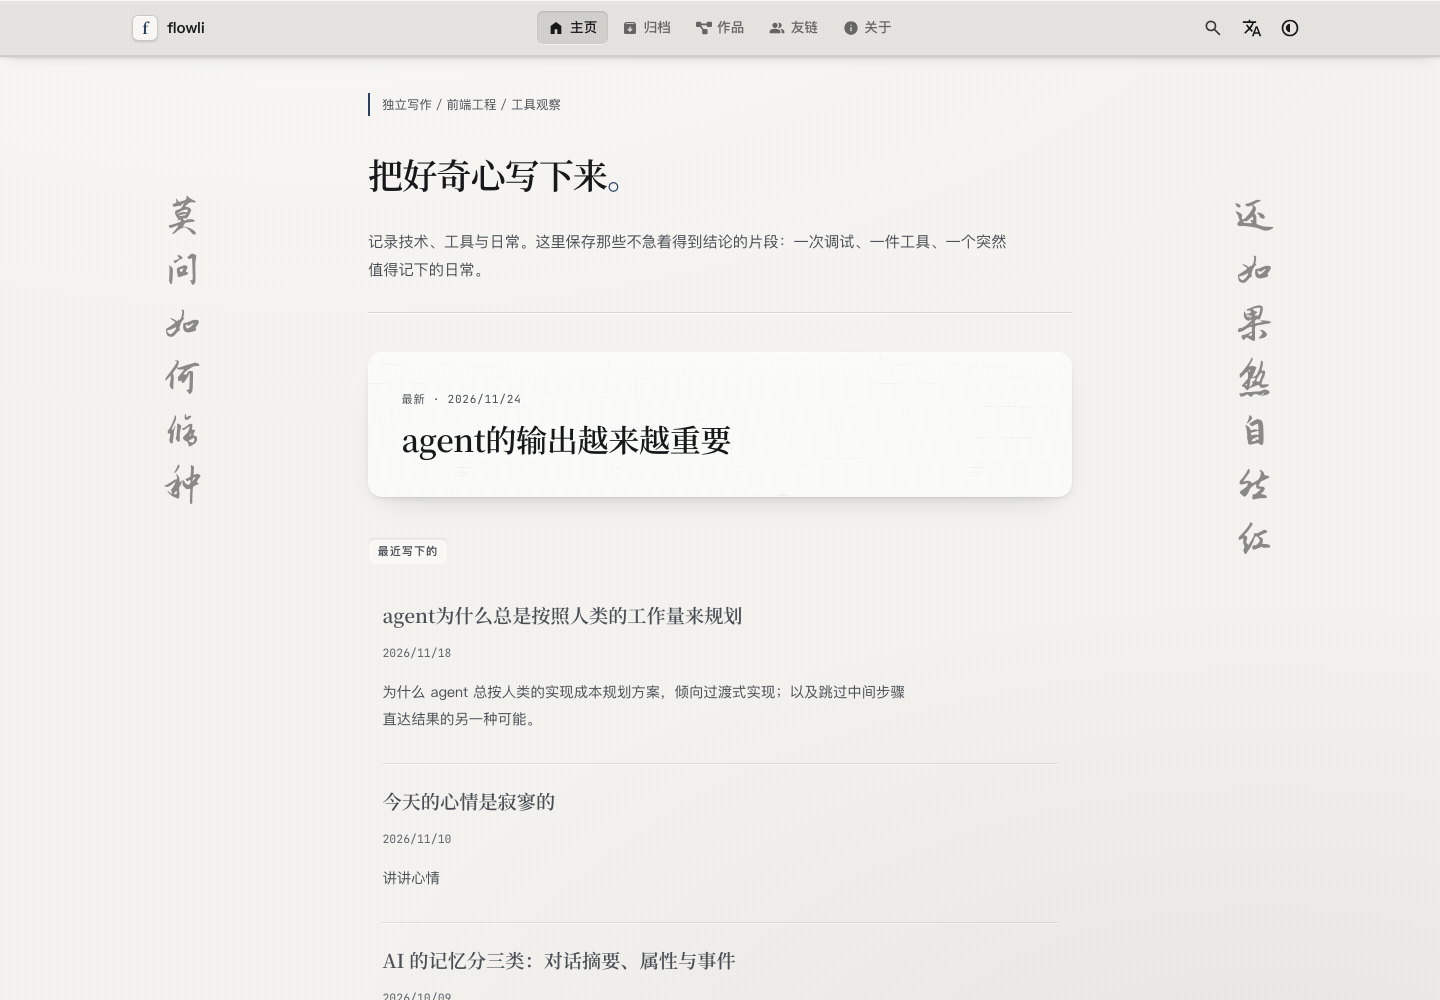 flowli
主页
归档
作品
友链
关于
独立写作 / 前端工程 / 工具观察
把好奇心写下来。
记录技术、工具与日常。这里保存那些不急着得到结论的片段：一次调试、一件工具、一个突然
值得记下的日常。
莫问如何修种
还如果熟自然红
最新 · 2026/11/24
agent的输出越来越重要
最近写下的
agent为什么总是按照人类的工作量来规划
2026/11/18
为什么 agent 总按人类的实现成本规划方案，倾向过渡式实现；以及跳过中间步骤
直达结果的另一种可能。
今天的心情是寂寥的
2026/11/10
讲讲心情
AI 的记忆分三类：对话摘要、属性与事件
2026/10/09